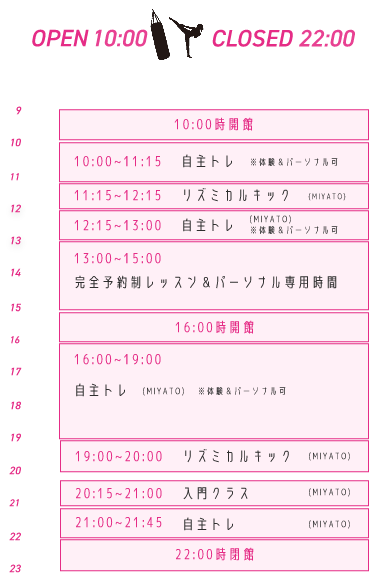 OPEN 10:00 CLOSED 22:00
9
10:00時開館
10
10:00~11:15 自主トレ ※体験＆パーソナル可
11
11:15~12:15 リズミカルキック (MIYATO)
12
12:15~13:00 自主トレ (MIYATO)
※体験＆パーソナル可
13
13:00~15:00
14
完全予約制レッスン＆パーソナル専用時間
15
16:00時開館
16
16:00~19:00
17
自主トレ (MIYATO) ※体験＆パーソナル可
18
19
19:00~20:00 リズミカルキック (MIYATO)
20
20:15~21:00 入門クラス (MIYATO)
21
21:00~21:45 自主トレ (MIYATO)
22
22:00時閉館
23